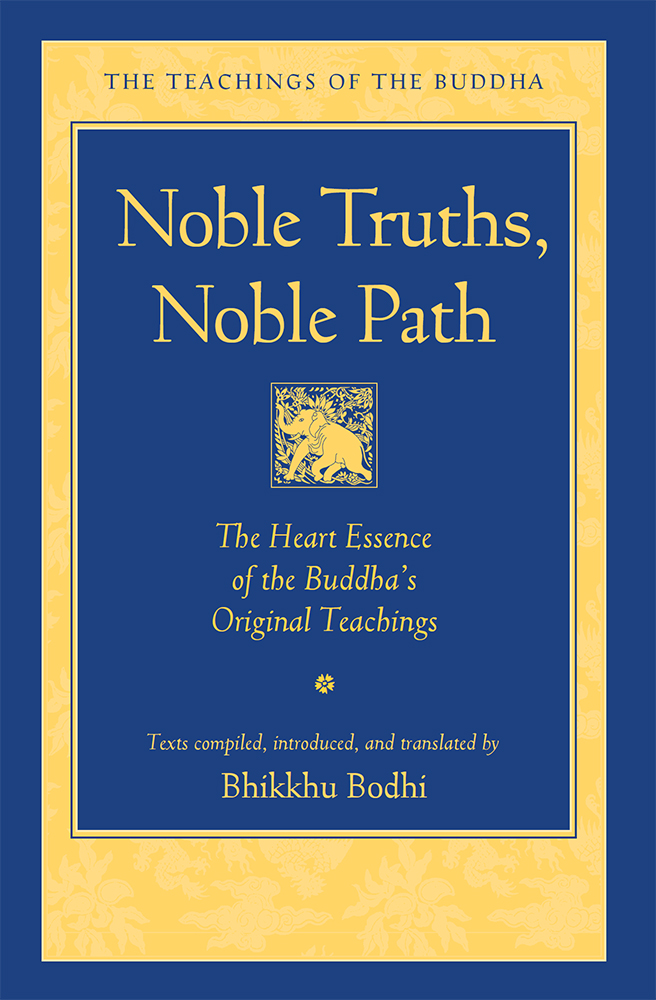 THE TEACHINGS OF THE BUDDHA
Noble Truths,
Noble Path
The Heart Essence
of the Buddha's
Original Teachings
Texts compiled, introduced, and translated by
Bhikkhu Bodhi